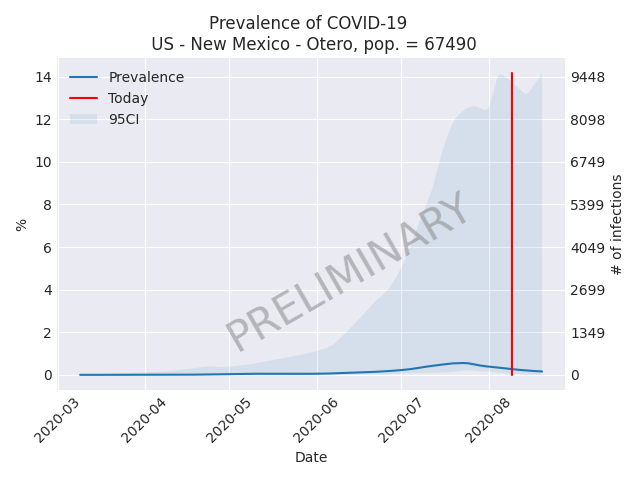 Prevalence of COVID-19
US - New Mexico - Otero, pop. = 67490
Prevalence
Today
95CI
14
12
10
8
6
4
2
0
%
9448
8098
6749
5399
4049
2699
1349
0
# of infections
PRELIMINARY
2020-03
2020-04
2020-05
2020-06
2020-07
2020-08
Date